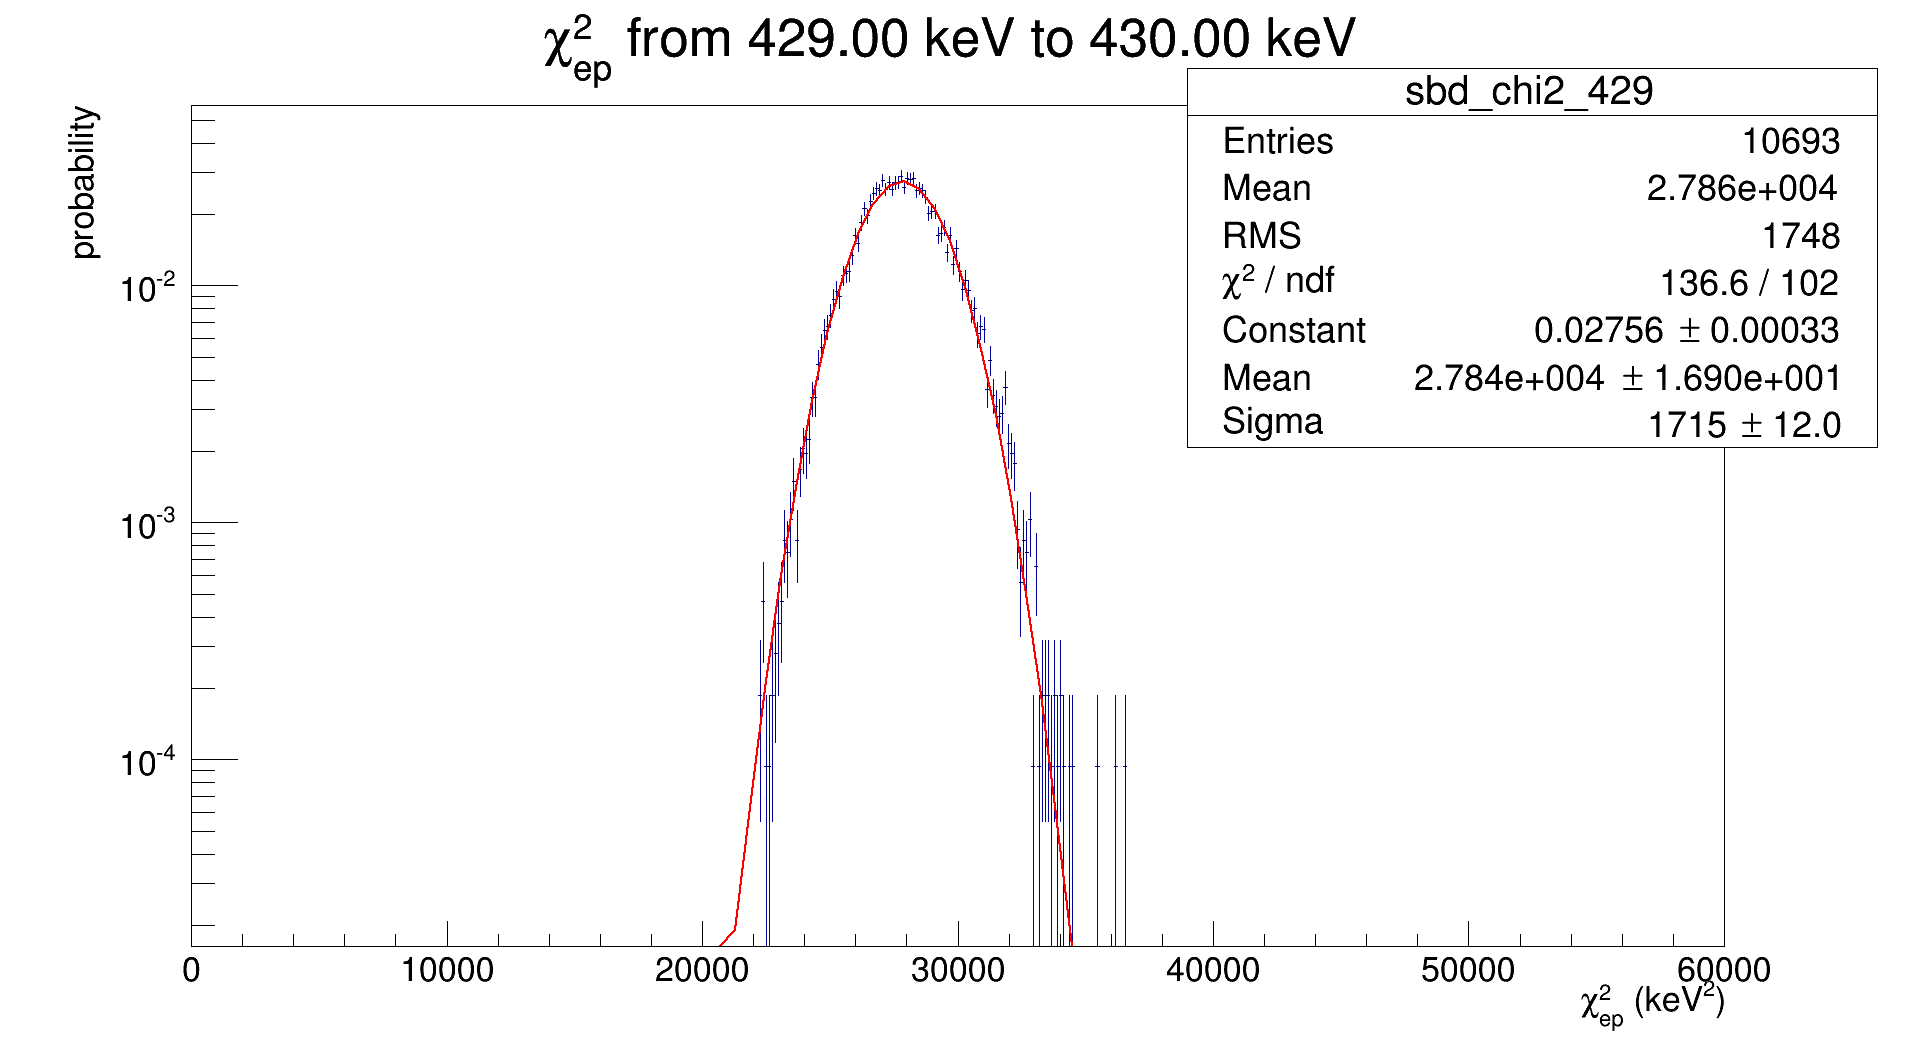 χ²ep from 429.00 keV to 430.00 keV
sbd_chi2_429
Entries 10693
Mean 2.786e+004
RMS 1748
χ² / ndf 136.6 / 102
Constant 0.02756 ± 0.00033
Mean 2.784e+004 ± 1.690e+001
Sigma 1715 ± 12.0
probability
10⁻²
10⁻³
10⁻⁴
0 10000 20000 30000 40000 50000 60000
χ²ep (keV²)